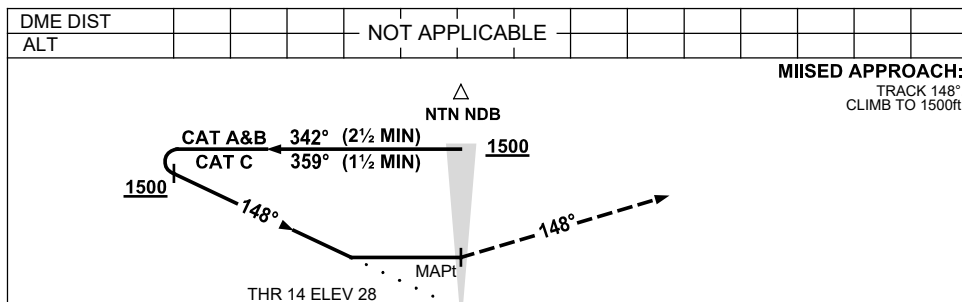 DME DIST
ALT
NOT APPLICABLE
MIISED APPROACH:
TRACK 148°
CLIMB TO 1500ft
NTN NDB
CAT A&B 342° (2½ MIN)
1500
CAT C 359° (1½ MIN)
1500
148°
148°
MAPt
THR 14 ELEV 28